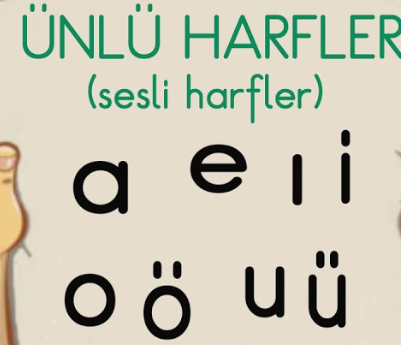 ÜNLÜ HARFLER
(sesli harfler)
a e ı i
o ö u ü